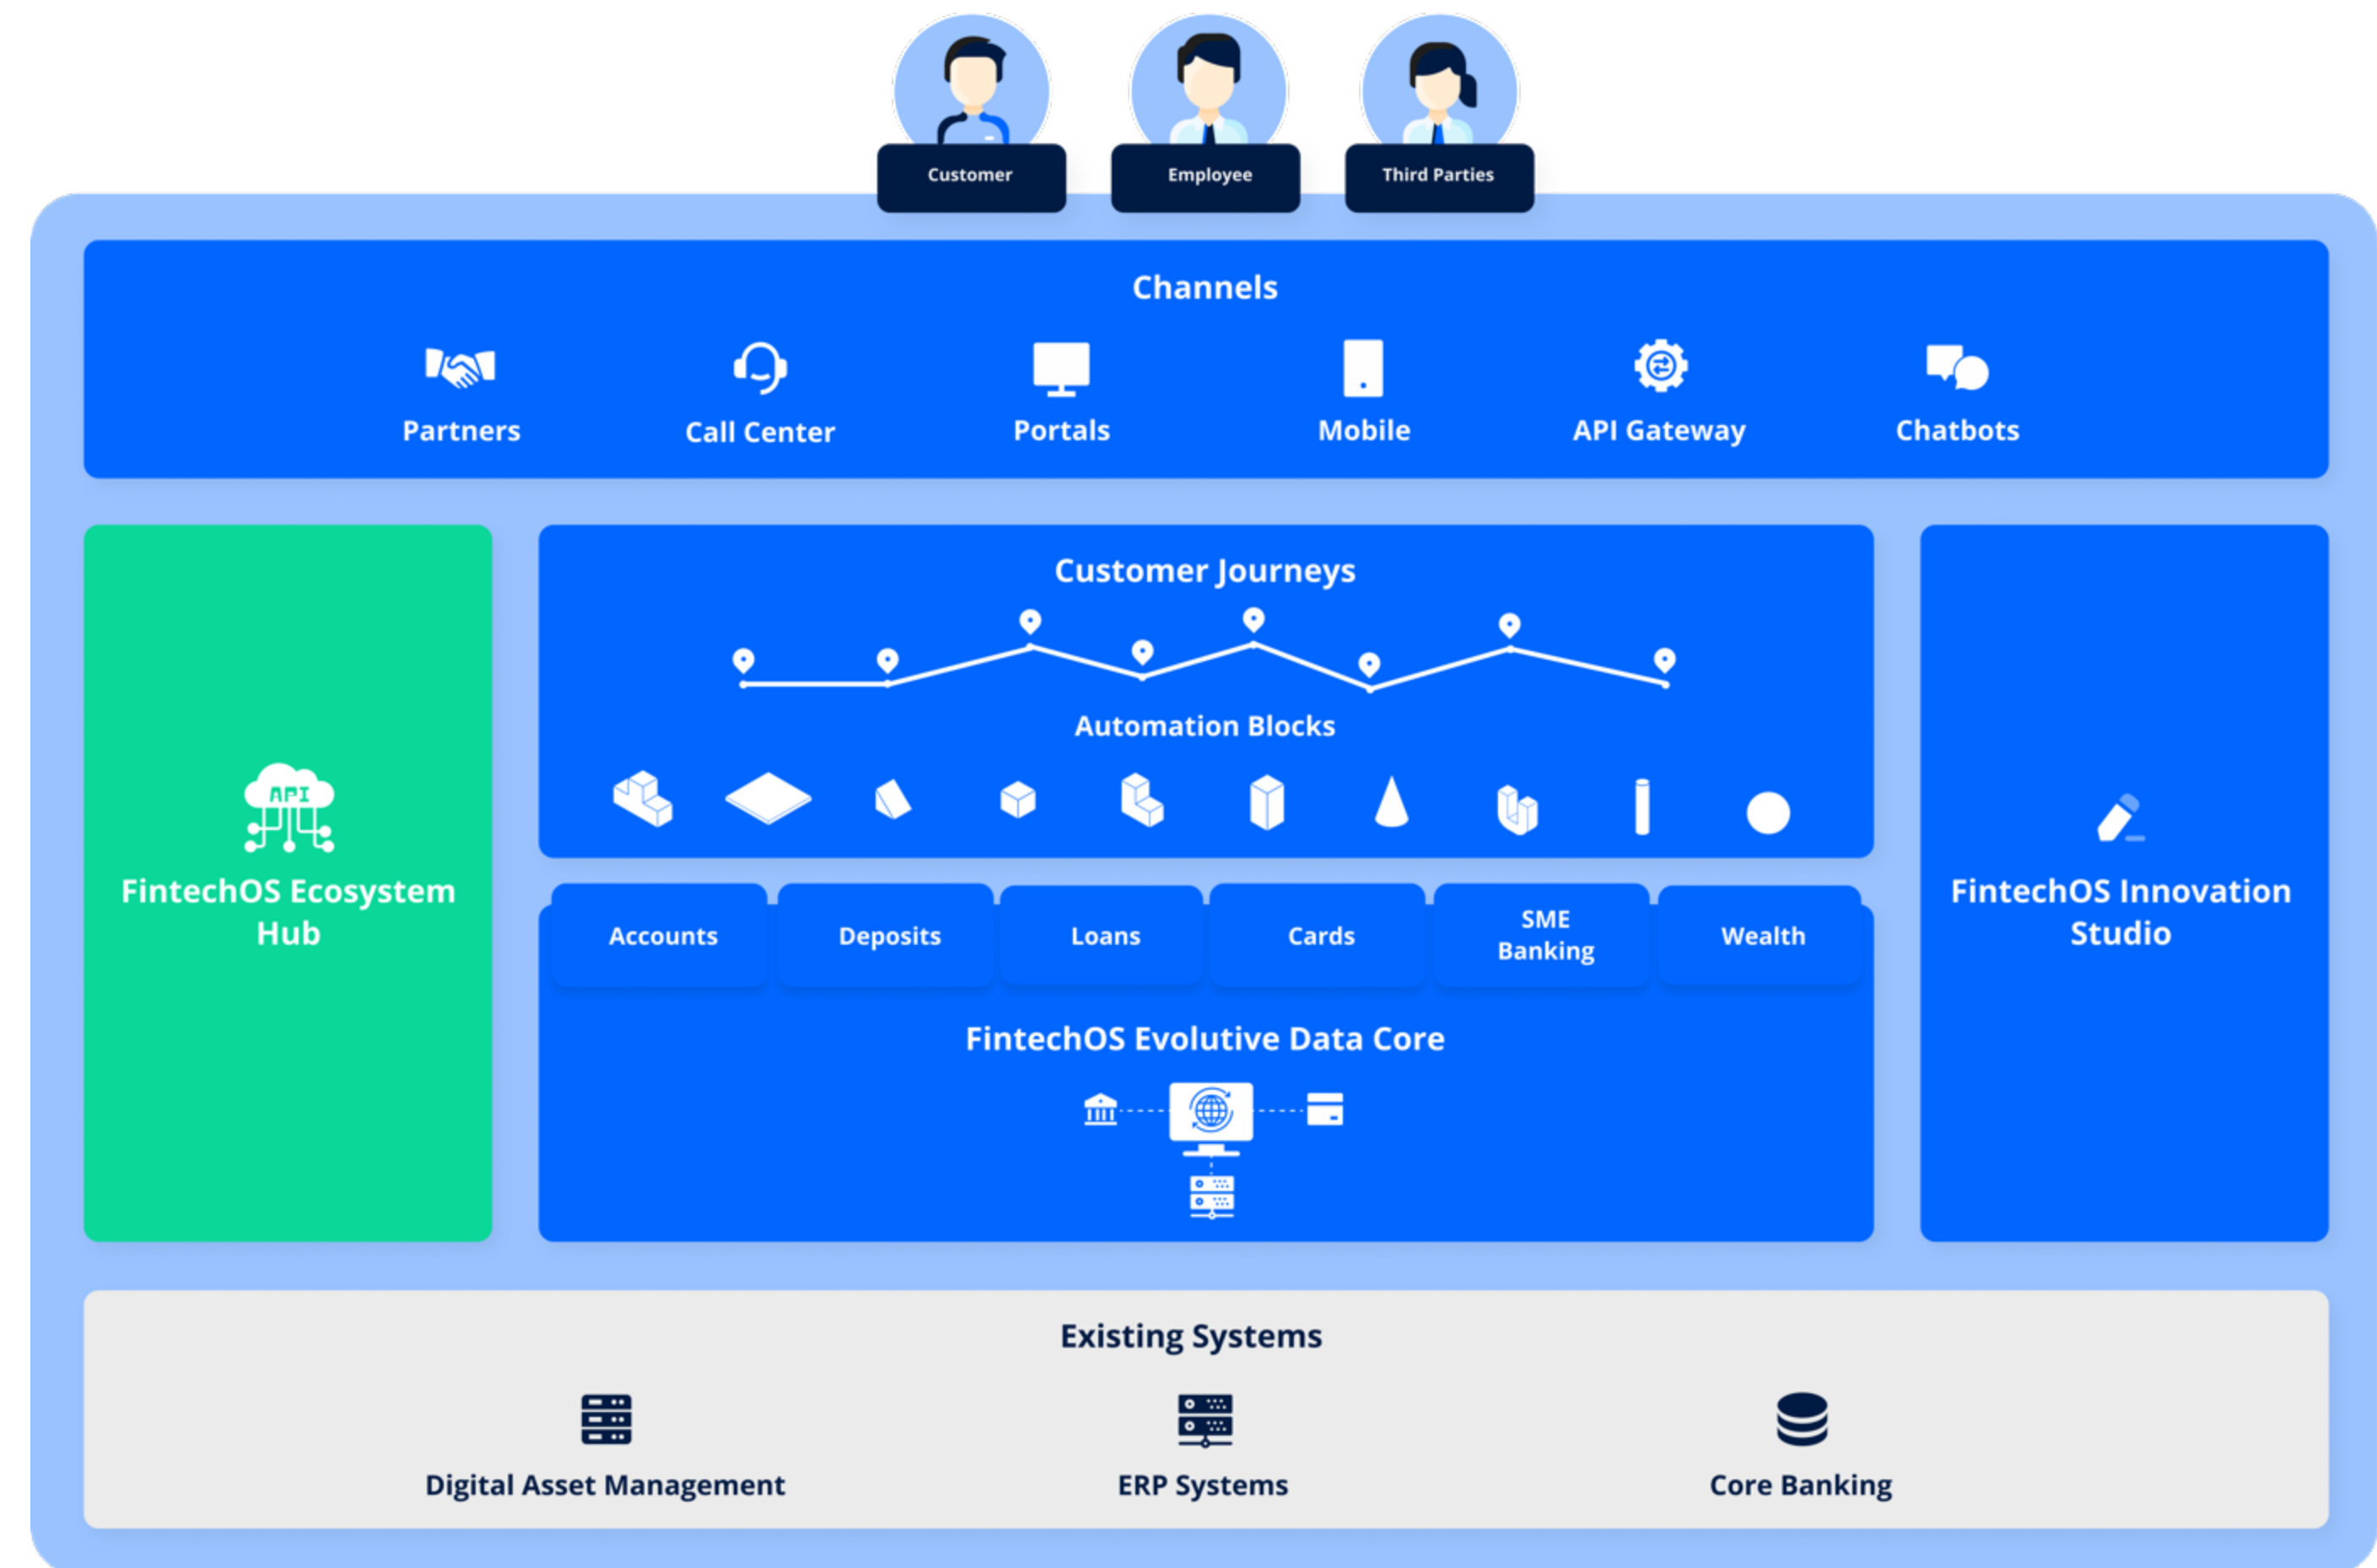 Customer
Employee
Third Parties
Channels
Partners
Call Center
Portals
Mobile
API Gateway
Chatbots
API
FintechOS Ecosystem
Hub
Customer Journeys
Automation Blocks
Accounts
Deposits
Loans
Cards
SME
Banking
Wealth
FintechOS Evolutive Data Core
FintechOS Innovation
Studio
Existing Systems
Digital Asset Management
ERP Systems
Core Banking